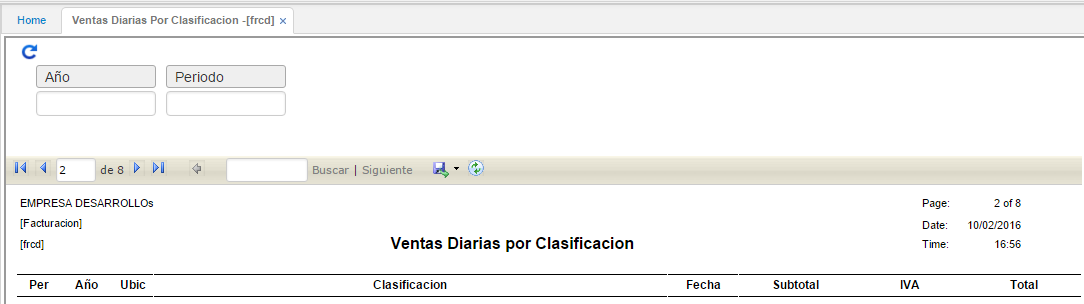 Home Ventas Diarias Por Clasificacion -[frcd] ×
Año Periodo
2 de 8 Buscar | Siguiente
EMPRESA DESARROLLOs Page: 2 of 8
[Facturacion] Date: 10/02/2016
[frcd] Ventas Diarias por Clasificacion Time: 16:56
Per Año Ubic Clasificacion Fecha Subtotal IVA Total